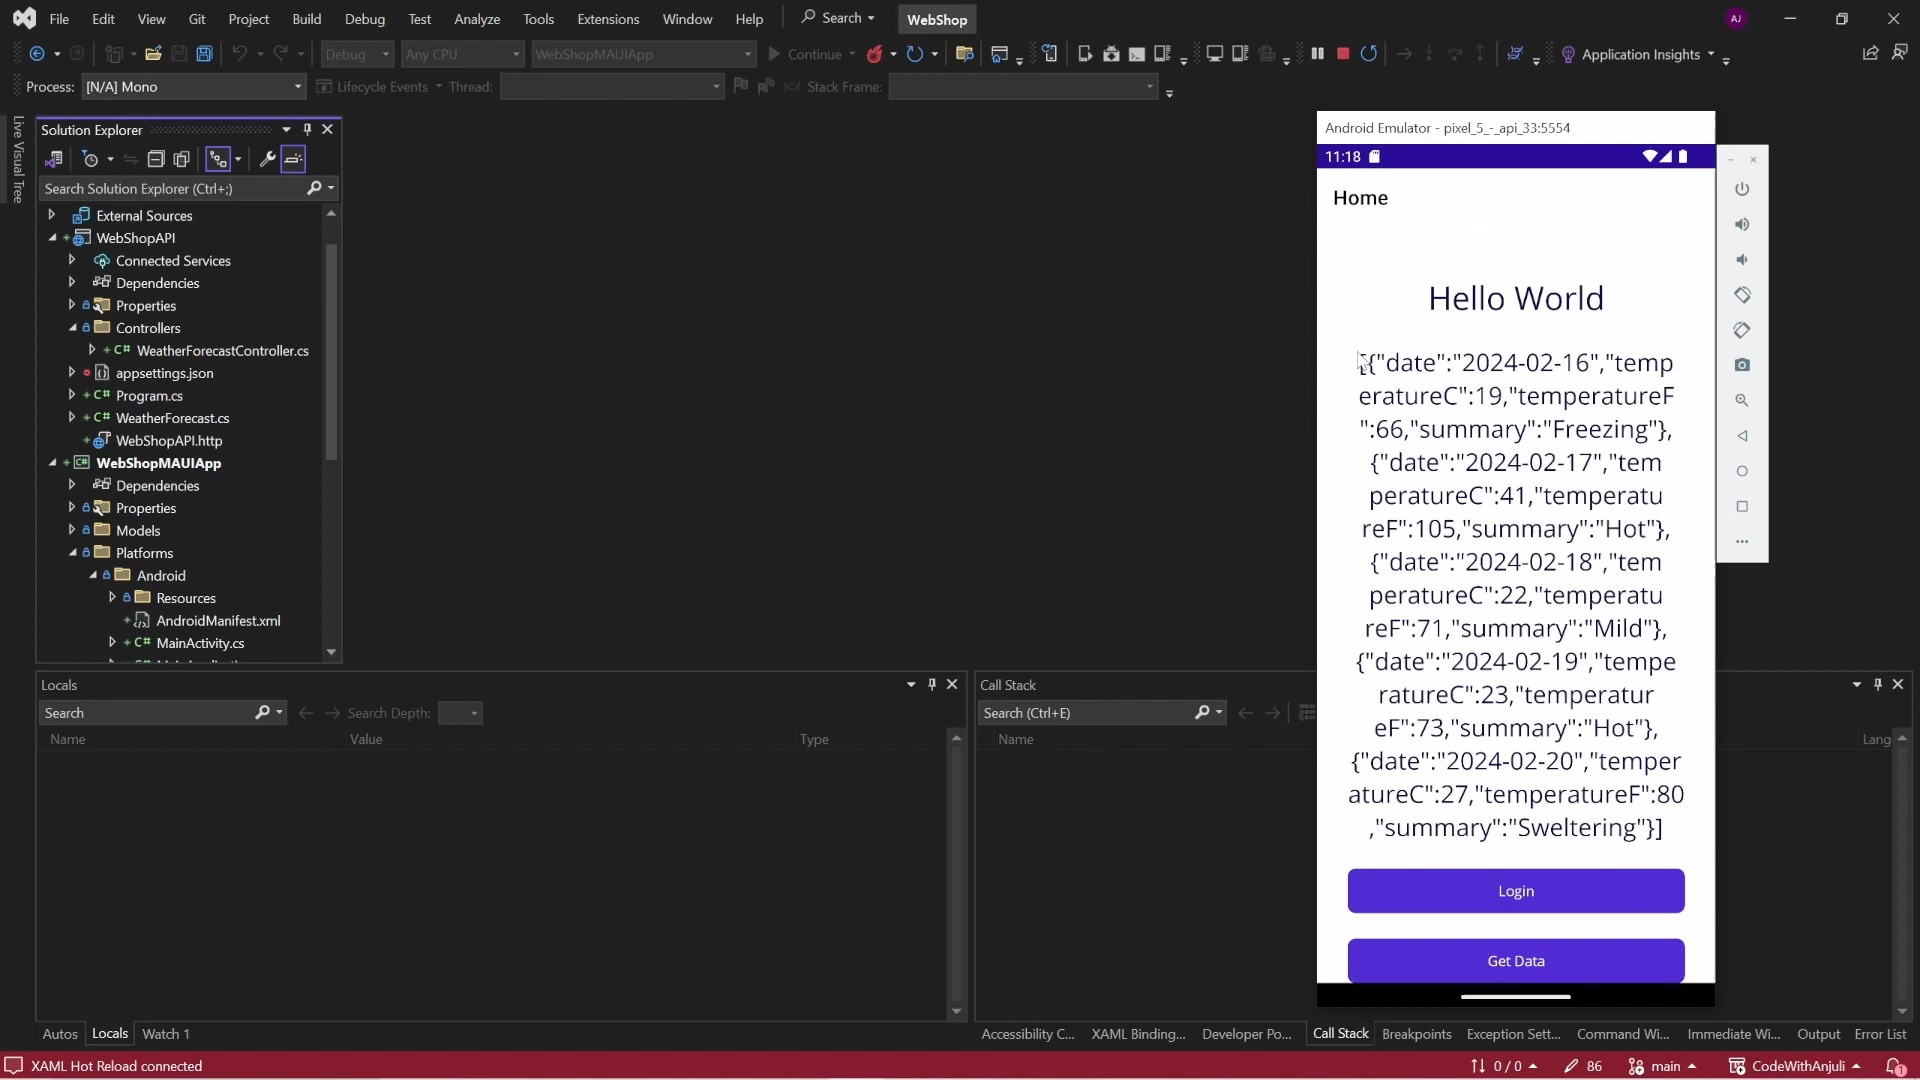 File Edit View Git Project Build Debug Test Analyze Tools Extensions Window Help Search WebShop AJ
Debug Any CPU WebShopMAUIApp Continue Application Insights
Process: [N/A] Mono Lifecycle Events Thread: Stack Frame:
Live Visual Tree
Solution Explorer
Search Solution Explorer (Ctrl+;)
External Sources
WebShopAPI
Connected Services
Dependencies
Properties
Controllers
WeatherForecastController.cs
appsettings.json
Program.cs
WeatherForecast.cs
WebShopAPI.http
WebShopMAUIApp
Dependencies
Properties
Models
Platforms
Android
Resources
AndroidManifest.xml
MainActivity.cs
Android Emulator - pixel_5_-_api_33:5554
11:18
Home
Hello World
[{"date":"2024-02-16","temp
eratureC":19,"temperatureF
":66,"summary":"Freezing"},
{"date":"2024-02-17","tem
peratureC":41,"temperatu
reF":105,"summary":"Hot"},
{"date":"2024-02-18","tem
peratureC":22,"temperatu
reF":71,"summary":"Mild"},
{"date":"2024-02-19","tempe
ratureC":23,"temperatur
eF":73,"summary":"Hot"},
{"date":"2024-02-20","temper
atureC":27,"temperatureF":80
,"summary":"Sweltering"}]
Login
Get Data
Locals
Search Search Depth:
Name Value Type
Autos Locals Watch 1
Call Stack
Search (Ctrl+E)
Name Lang
Accessibility C... XAML Binding... Developer Po... Call Stack Breakpoints Exception Sett... Command Wi... Immediate Wi... Output Error List
XAML Hot Reload connected 0 / 0 86 main CodeWithAnjuli 1